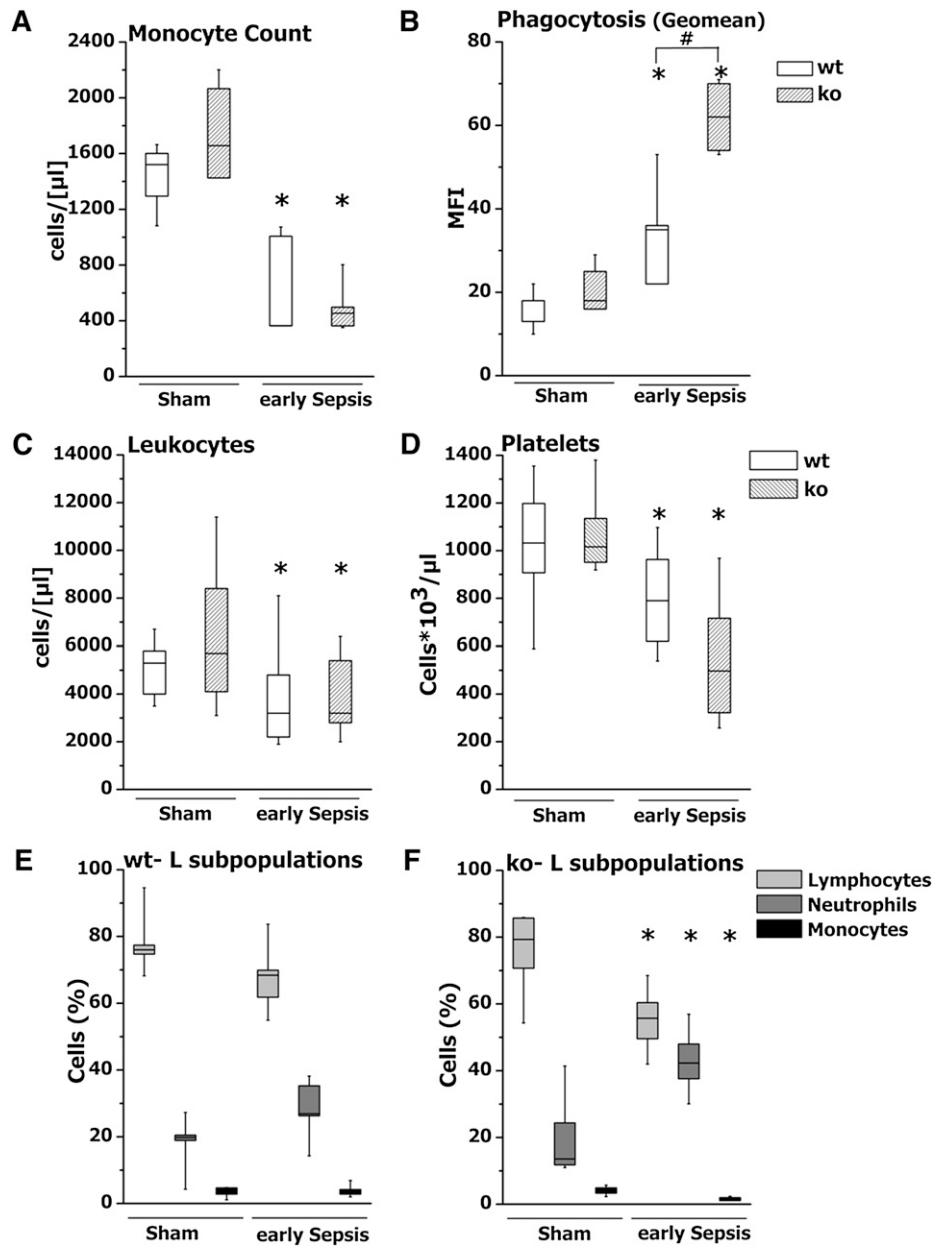 A
Monocyte Count
cells/[µl]
2400
2000
1600
1200
800
400
0
*
*
Sham
early Sepsis
B
Phagocytosis (Geomean)
MFI
80
60
40
20
0
#
*
*
wt
ko
Sham
early Sepsis
C
Leukocytes
cells/[µl]
14000
12000
10000
8000
6000
4000
2000
0
*
*
Sham
early Sepsis
D
Platelets
Cells*10³/µl
1400
1200
1000
800
600
400
200
0
*
*
wt
ko
Sham
early Sepsis
E
wt- L subpopulations
Cells (%)
100
80
60
40
20
0
Sham
early Sepsis
F
ko- L subpopulations
Cells (%)
100
80
60
40
20
0
*
*
*
Lymphocytes
Neutrophils
Monocytes
Sham
early Sepsis